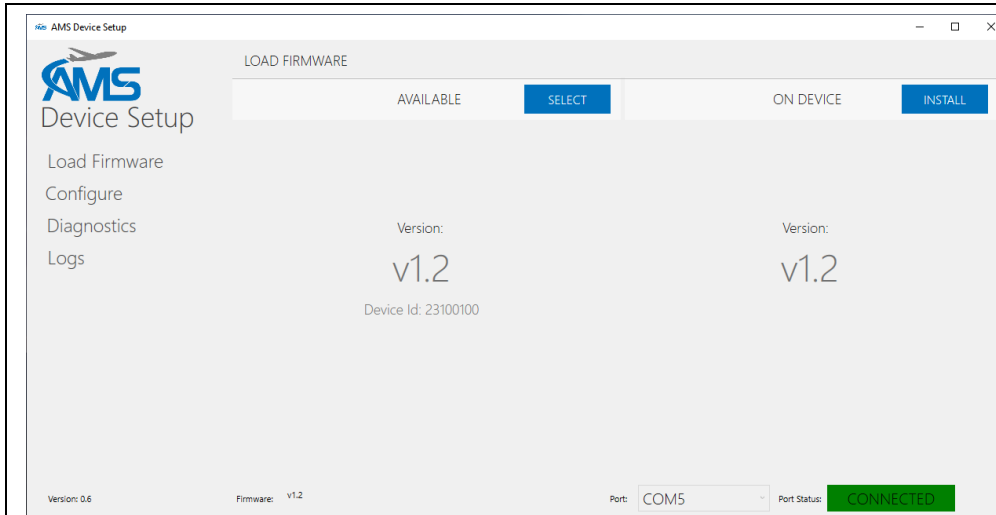 AMS AMS Device Setup
AMS
Device Setup
Load Firmware
Configure
Diagnostics
Logs
LOAD FIRMWARE
AVAILABLE SELECT ON DEVICE INSTALL
Version: Version:
v1.2 v1.2
Device Id: 23100100
Version: 0.6 Firmware: v1.2 Port: COM5 Port Status: CONNECTED